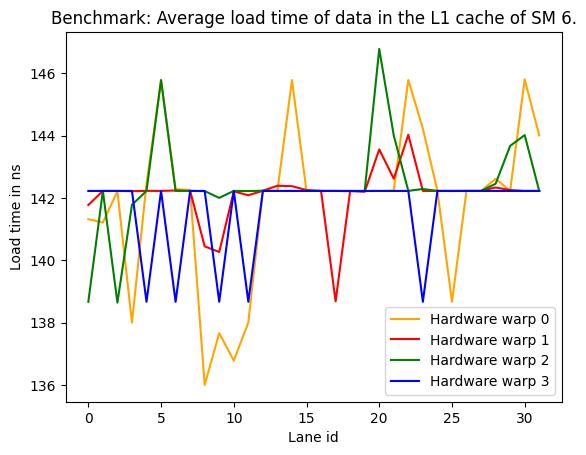 Benchmark: Average load time of data in the L1 cache of SM 6.
Load time in ns
146
144
142
140
138
136
0
5
10
15
20
25
30
Lane id
Hardware warp 0
Hardware warp 1
Hardware warp 2
Hardware warp 3